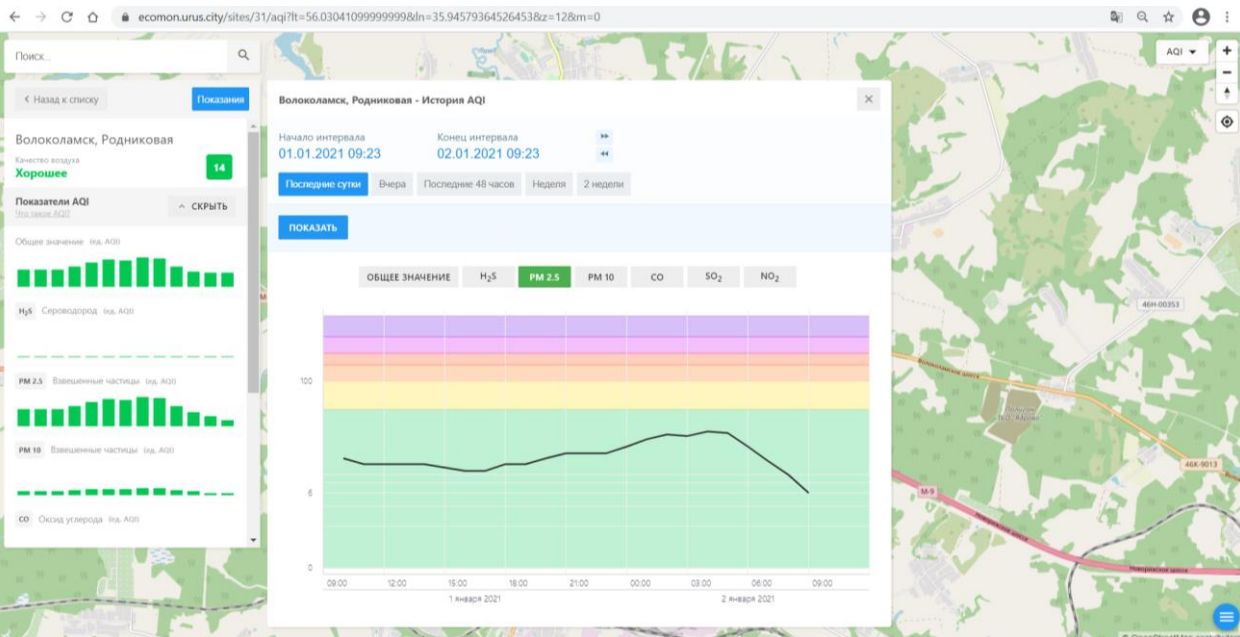 ecomon.urus.city/sites/31/aqi?lt=56.03041099999999&ln=35.94579364526453&z=12&m=0
Поиск...
AQI
Назад к списку
Показания
Волоколамск, Родниковая
Качество воздуха
Хорошее
14
Показатели AQI
Что такое AQI?
СКРЫТЬ
Общее значение (ед. AQI)
H₂S Сероводород (ед. AQI)
PM 2.5 Взвешенные частицы (ед. AQI)
PM 10 Взвешенные частицы (ед. AQI)
CO Оксид углерода (ед. AQI)
Волоколамск, Родниковая - История AQI
Начало интервала
01.01.2021 09:23
Конец интервала
02.01.2021 09:23
Последние сутки
Вчера
Последние 48 часов
Неделя
2 недели
ПОКАЗАТЬ
ОБЩЕЕ ЗНАЧЕНИЕ
H₂S
PM 2.5
PM 10
CO
SO₂
NO₂
100
6
0
09:00
12:00
15:00
18:00
21:00
00:00
03:00
06:00
09:00
1 января 2021
2 января 2021
46Н-00353
Волоколамское шоссе
46К-9013
М-9
Новорижское шоссе
Новорижское шоссе